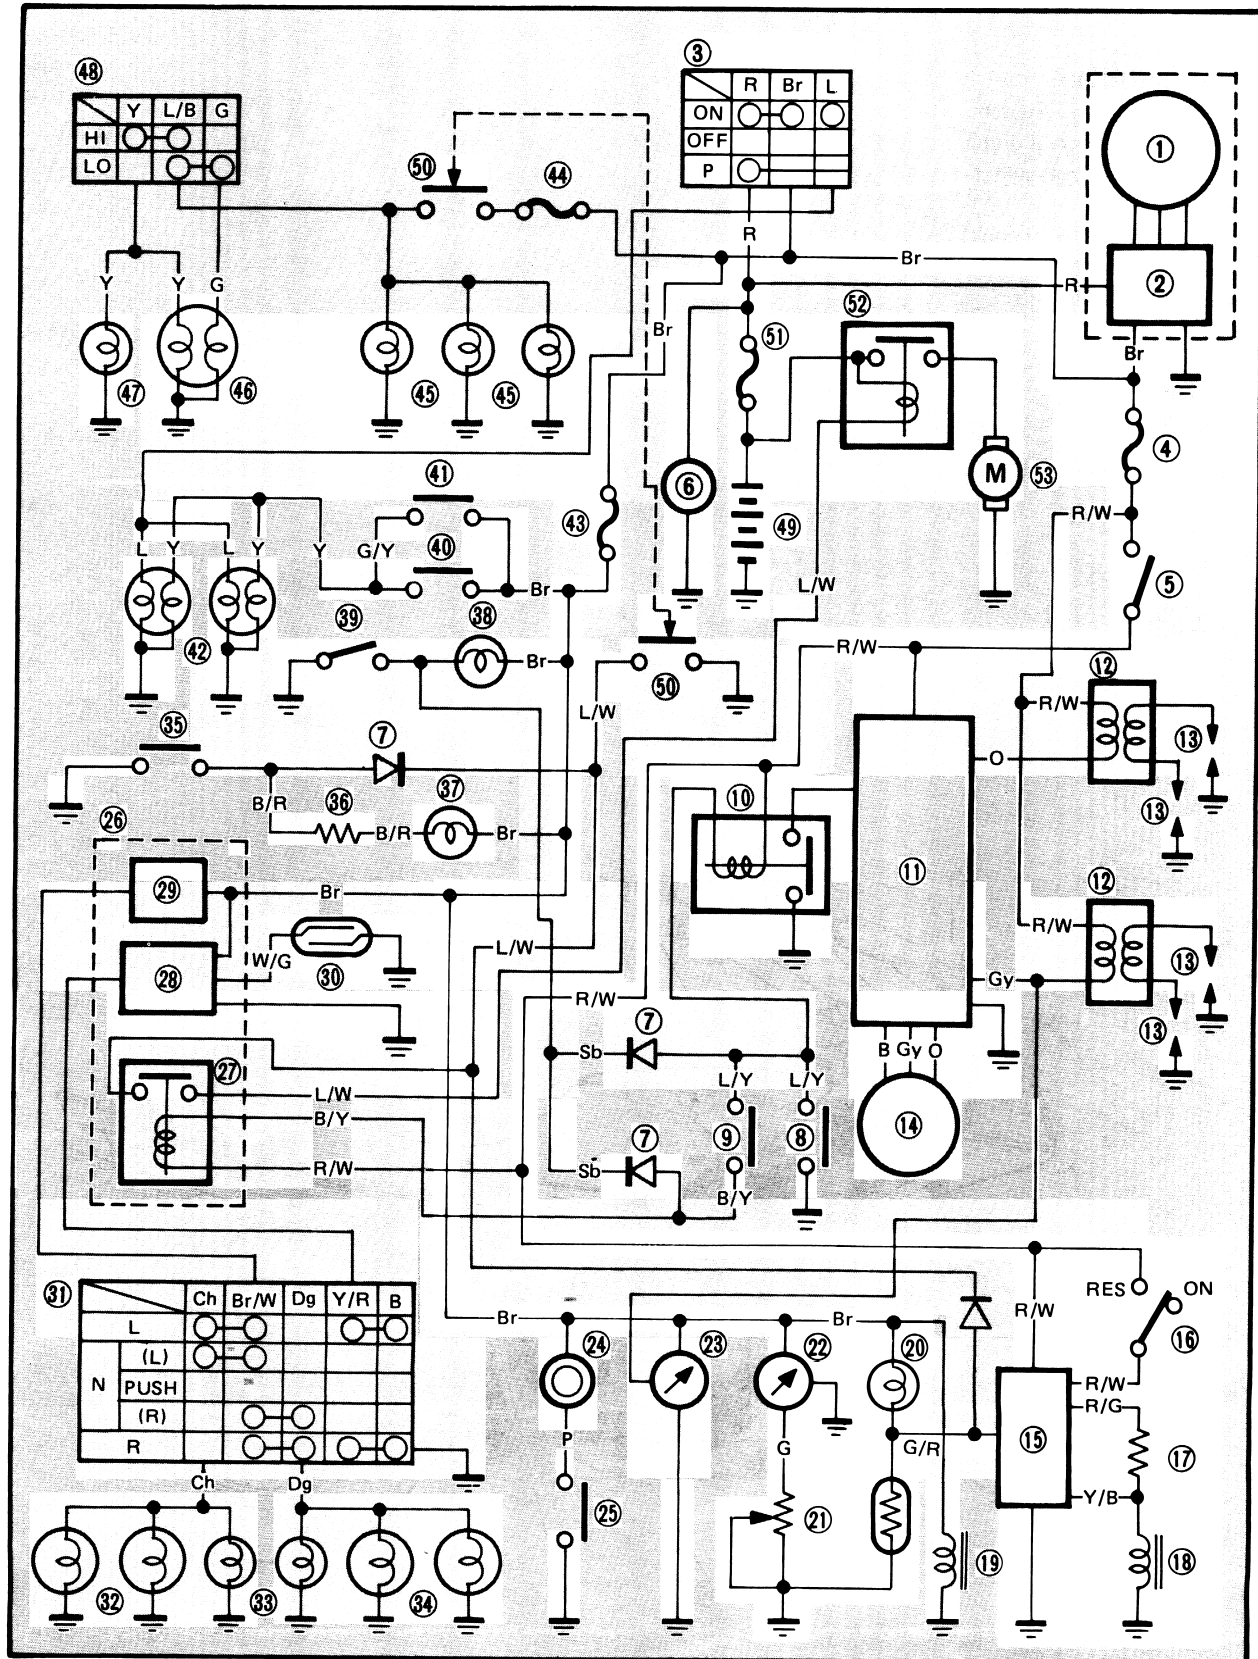 48
Y L/B G
HI
LO
3
R Br L
ON
OFF
P
1
2
50
44
R
Br
R
Br
Y Y G
47
46
45
45
Br
51
52
6
49
M
53
4
R/W
5
41
43
G/Y
40
L Y L Y
Y
Br
39
38
Br
42
50
L/W
L/W
R/W
12
R/W
13
13
O
35
7
B/R
36
B/R
37
Br
10
11
26
29
Br
28
W/G
30
L/W
R/W
12
R/W
13
13
Gy
27
L/W
B/Y
R/W
7
Sb
L/Y L/Y
9
8
7
Sb
B/Y
B Gy O
14
31
Ch Br/W Dg Y/R B
L
(L)
N PUSH
(R)
R
Ch Dg
32
33
34
Br
24
23
22
Br
20
P
25
G
21
G/R
19
R/W
RES ON
16
R/W
R/G
15
17
Y/B
18